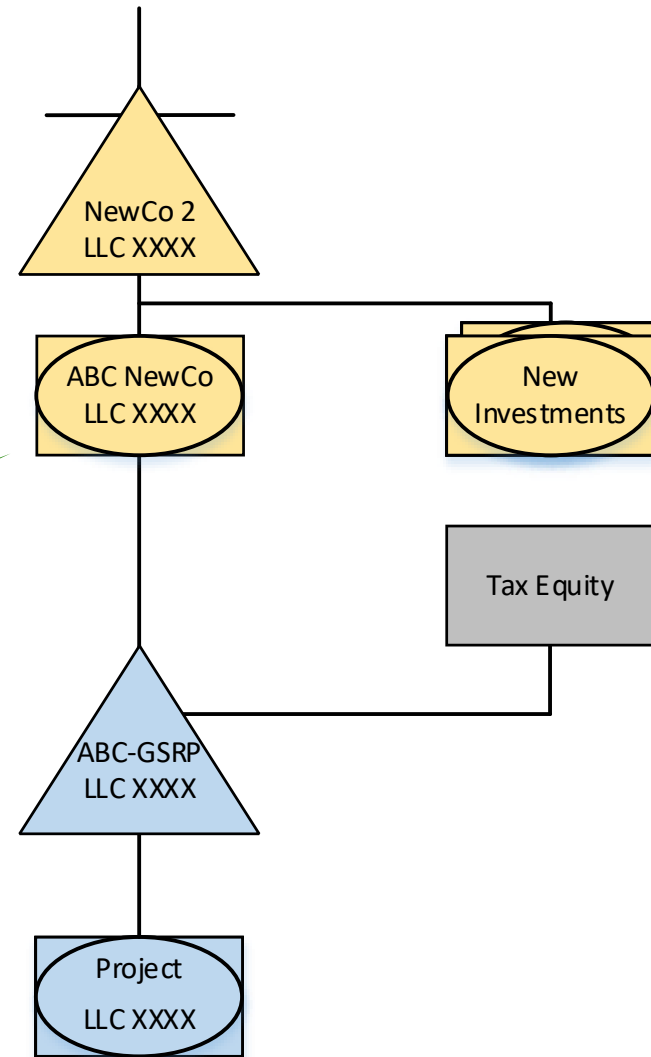 NewCo 2
LLC XXXX
ABC NewCo
LLC XXXX
New
Investments
Tax Equity
ABC-GSRP
LLC XXXX
Project
LLC XXXX